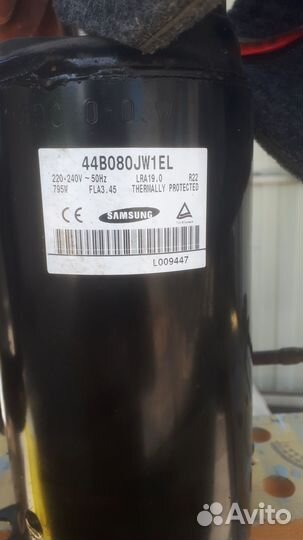 44B080JW1EL
220-240V ~ 50Hz LRA19.0 R22
795W FLA3.45 THERMALLY PROTECTED
CE SAMSUNG
L009447
Avito